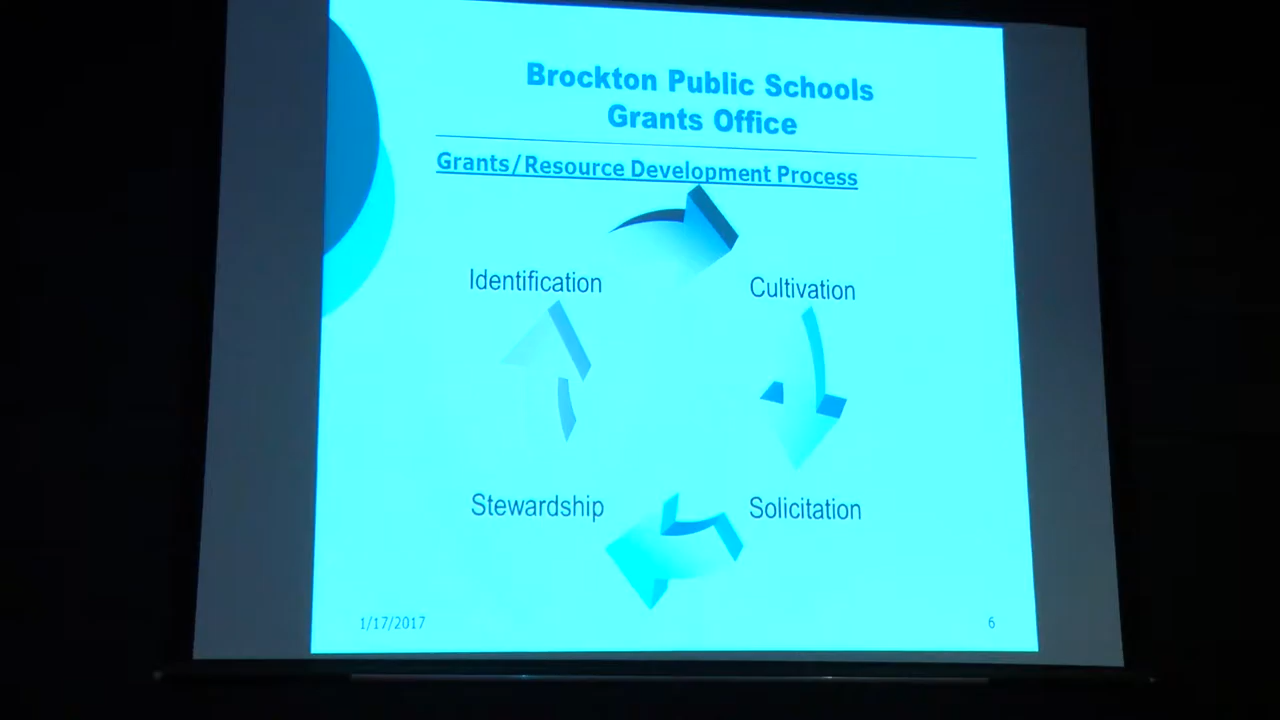 Brockton Public Schools
Grants Office
Grants/Resource Development Process
Identification
Cultivation
Stewardship
Solicitation
1/17/2017
6